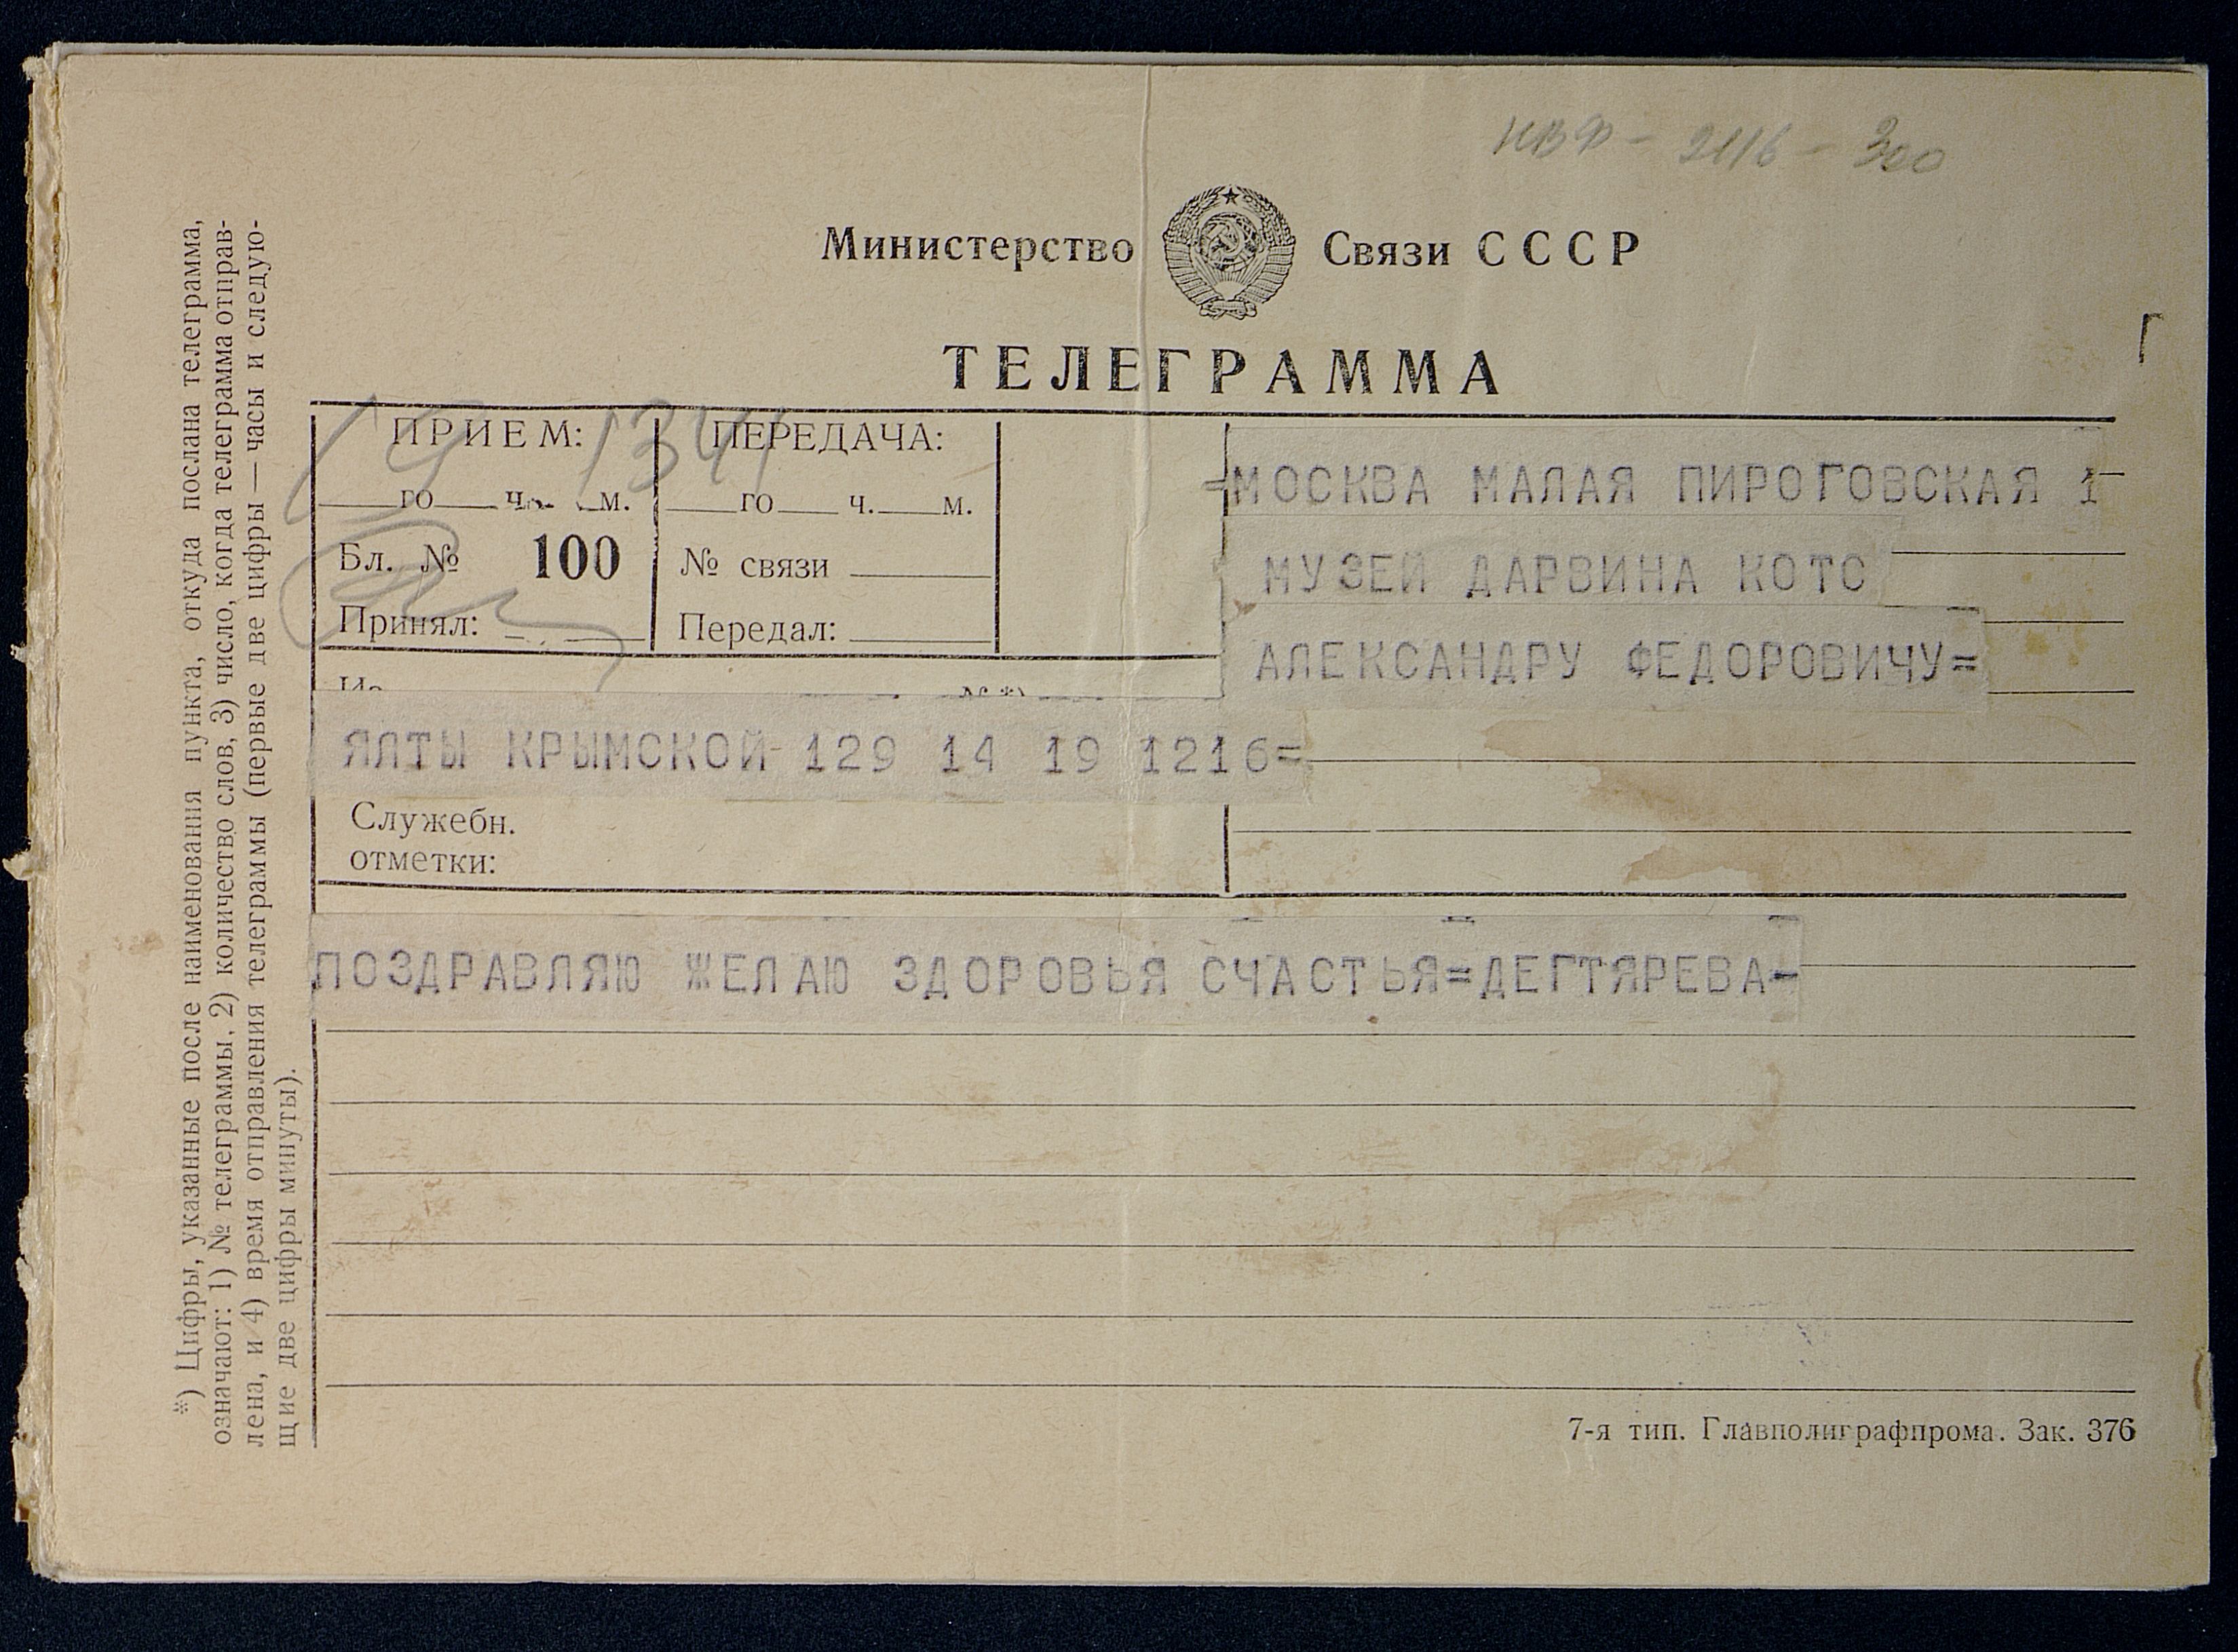 НВФ - 2116 - 300
Министерство Связи СССР
ТЕЛЕГРАММА
ПРИЕМ:
го ч. м.
Бл. № 100
Принял:
19 1341
ПЕРЕДАЧА:
го ч. м.
№ связи
Передал:
=МОСКВА МАЛАЯ ПИРОГОВСКАЯ 1
МУЗЕЙ ДАРВИНА КОТС
АЛЕКСАНДРУ ФЕДОРОВИЧУ=
ЯЛТЫ КРЫМСКОЙ 129 14 19 1216=
Служебн.
отметки:
ПОЗДРАВЛЯЮ ЖЕЛАЮ ЗДОРОВЬЯ СЧАСТЬЯ=ДЕГТЯРЕВА-
7-я тип. Главполиграфпрома. Зак. 376
*) Цифры, указанные после наименования пункта, откуда послана телеграмма,
означают: 1) № телеграммы, 2) количество слов, 3) число, когда телеграмма отправ-
лена, и 4) время отправления телеграммы (первые две цифры — часы и следую-
щие две цифры минуты).